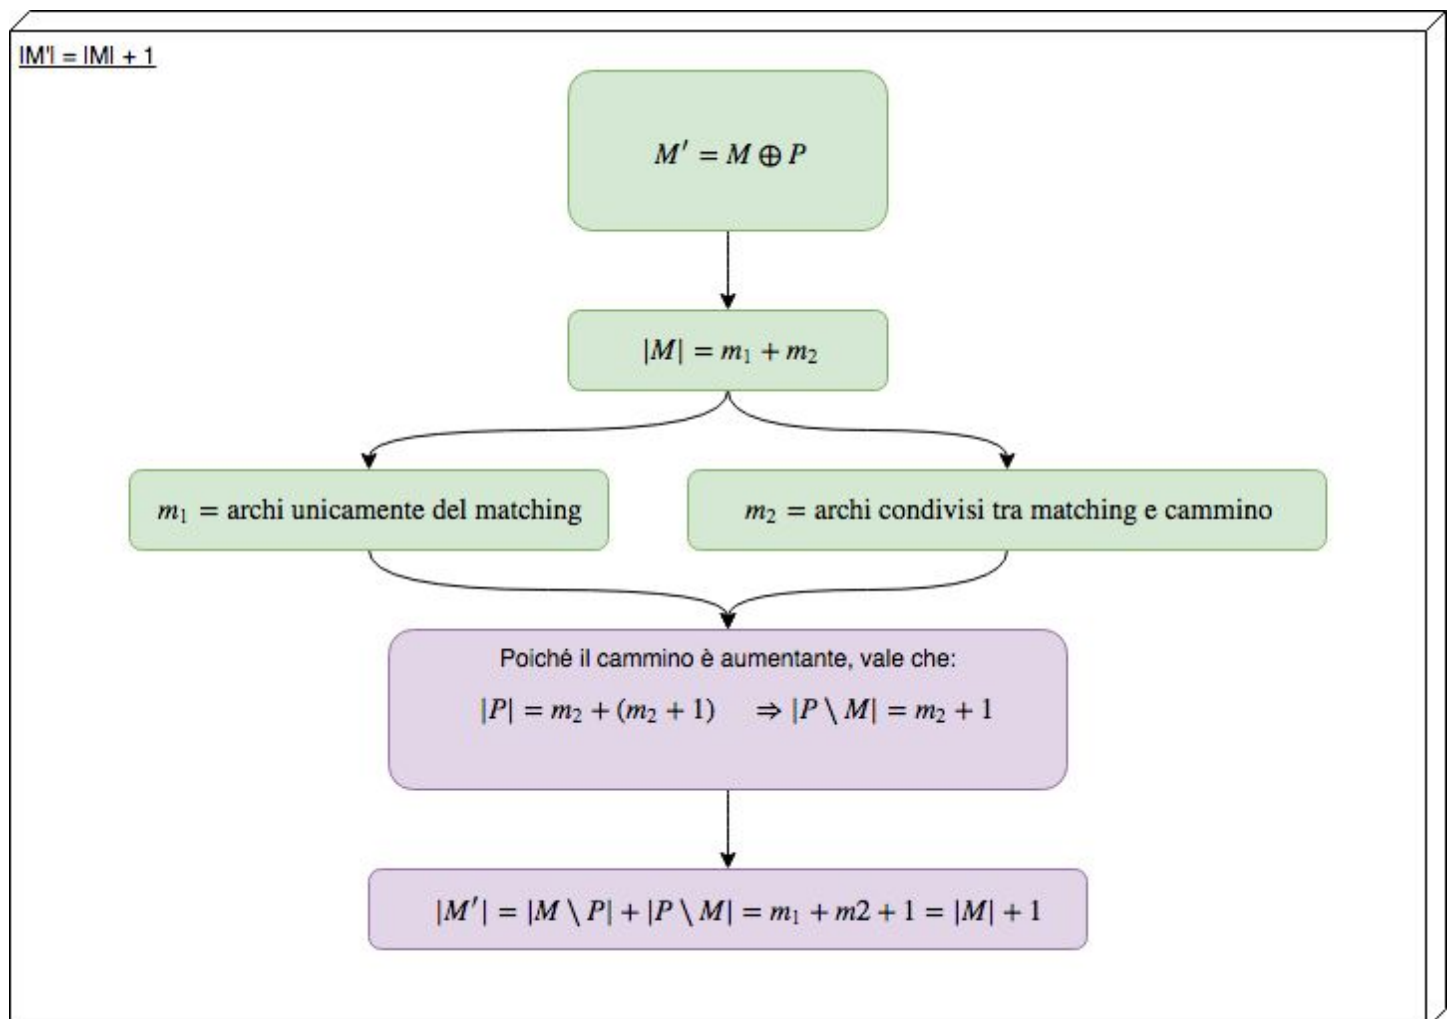 |M'| = |M| + 1
M′ = M ⊕ P
|M| = m₁ + m₂
m₁ = archi unicamente del matching
m₂ = archi condivisi tra matching e cammino
Poiché il cammino è aumentante, vale che:
|P| = m₂ + (m₂ + 1) ⇒ |P \ M| = m₂ + 1
|M′| = |M \ P| + |P \ M| = m₁ + m2 + 1 = |M| + 1